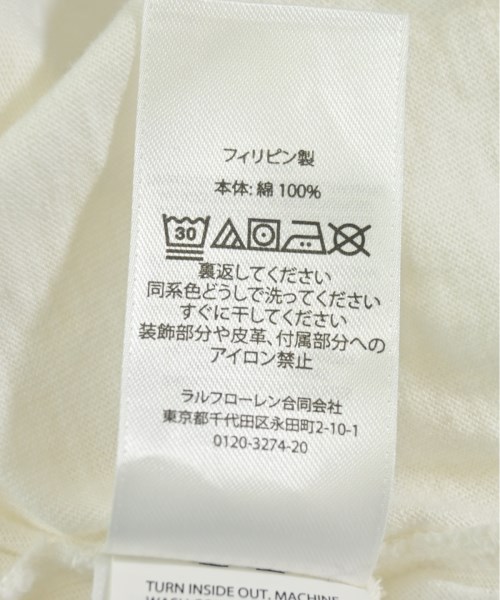 フィリピン製
本体: 綿 100%
30
裏返してください
同系色どうしで洗ってください
すぐに干してください
装飾部分や皮革、付属部分への
アイロン禁止
ラルフローレン合同会社
東京都千代田区永田町2-10-1
0120-3274-20
TURN INSIDE OUT, MACHINE